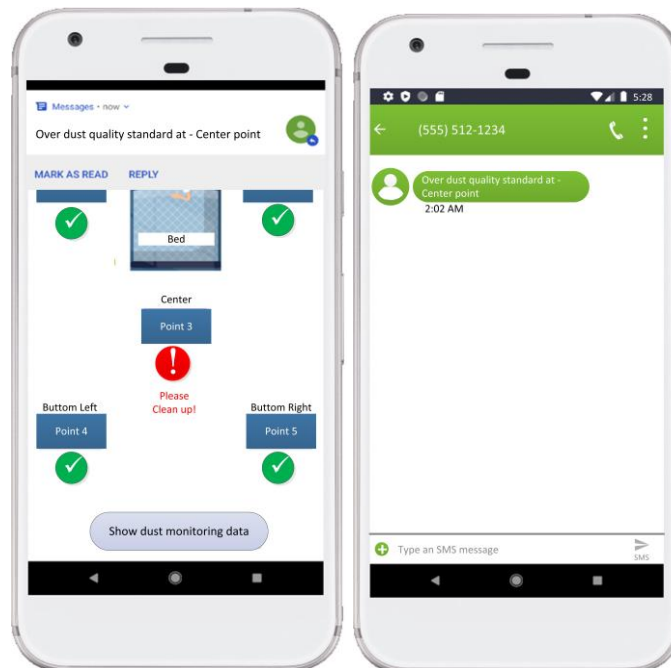 Messages • now
Over dust quality standard at - Center point
MARK AS READ REPLY
Bed
Center
Point 3
!
Please
Clean up!
Buttom Left
Buttom Right
Point 4
Point 5
Show dust monitoring data
5:28
(555) 512-1234
Over dust quality standard at -
Center point
2:02 AM
Type an SMS message
SMS